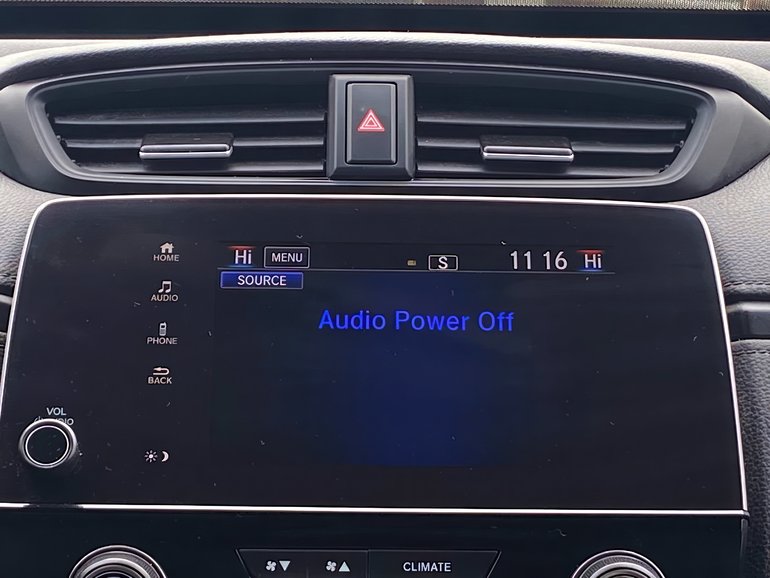 HOME
Hi MENU S 11 16 Hi
SOURCE
AUDIO
Audio Power Off
PHONE
BACK
VOL
CLIMATE